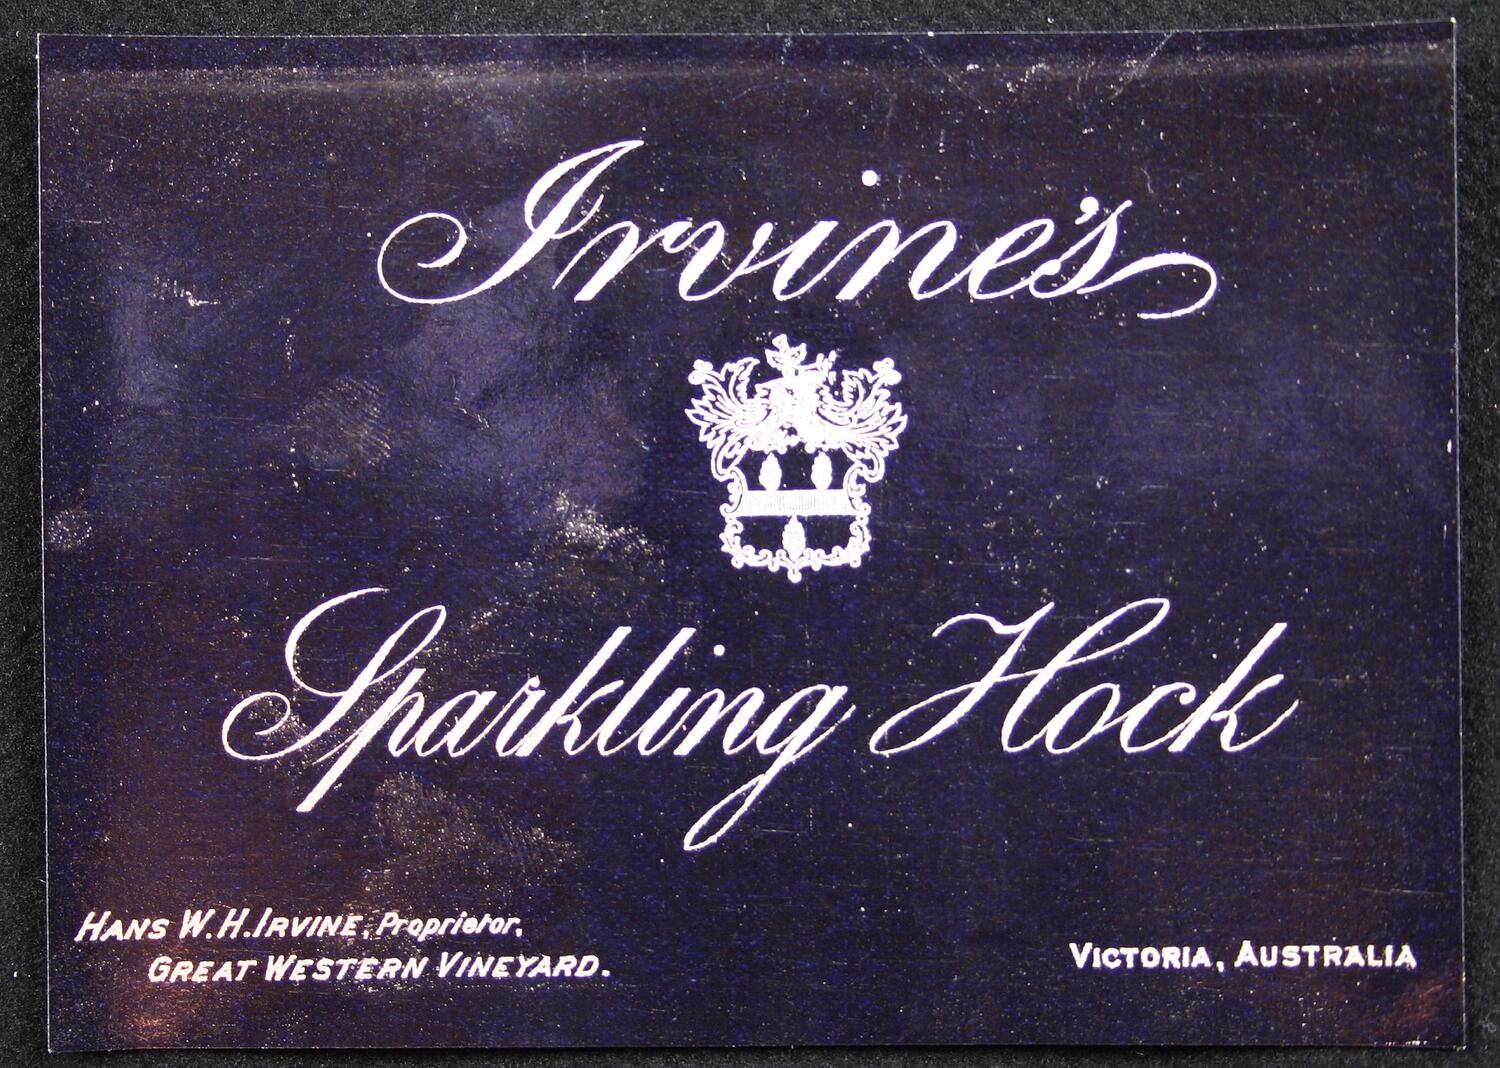 Irvine's
Sparkling Hock
HANS W. H. IRVINE, Proprietor,
GREAT WESTERN VINEYARD.
VICTORIA, AUSTRALIA